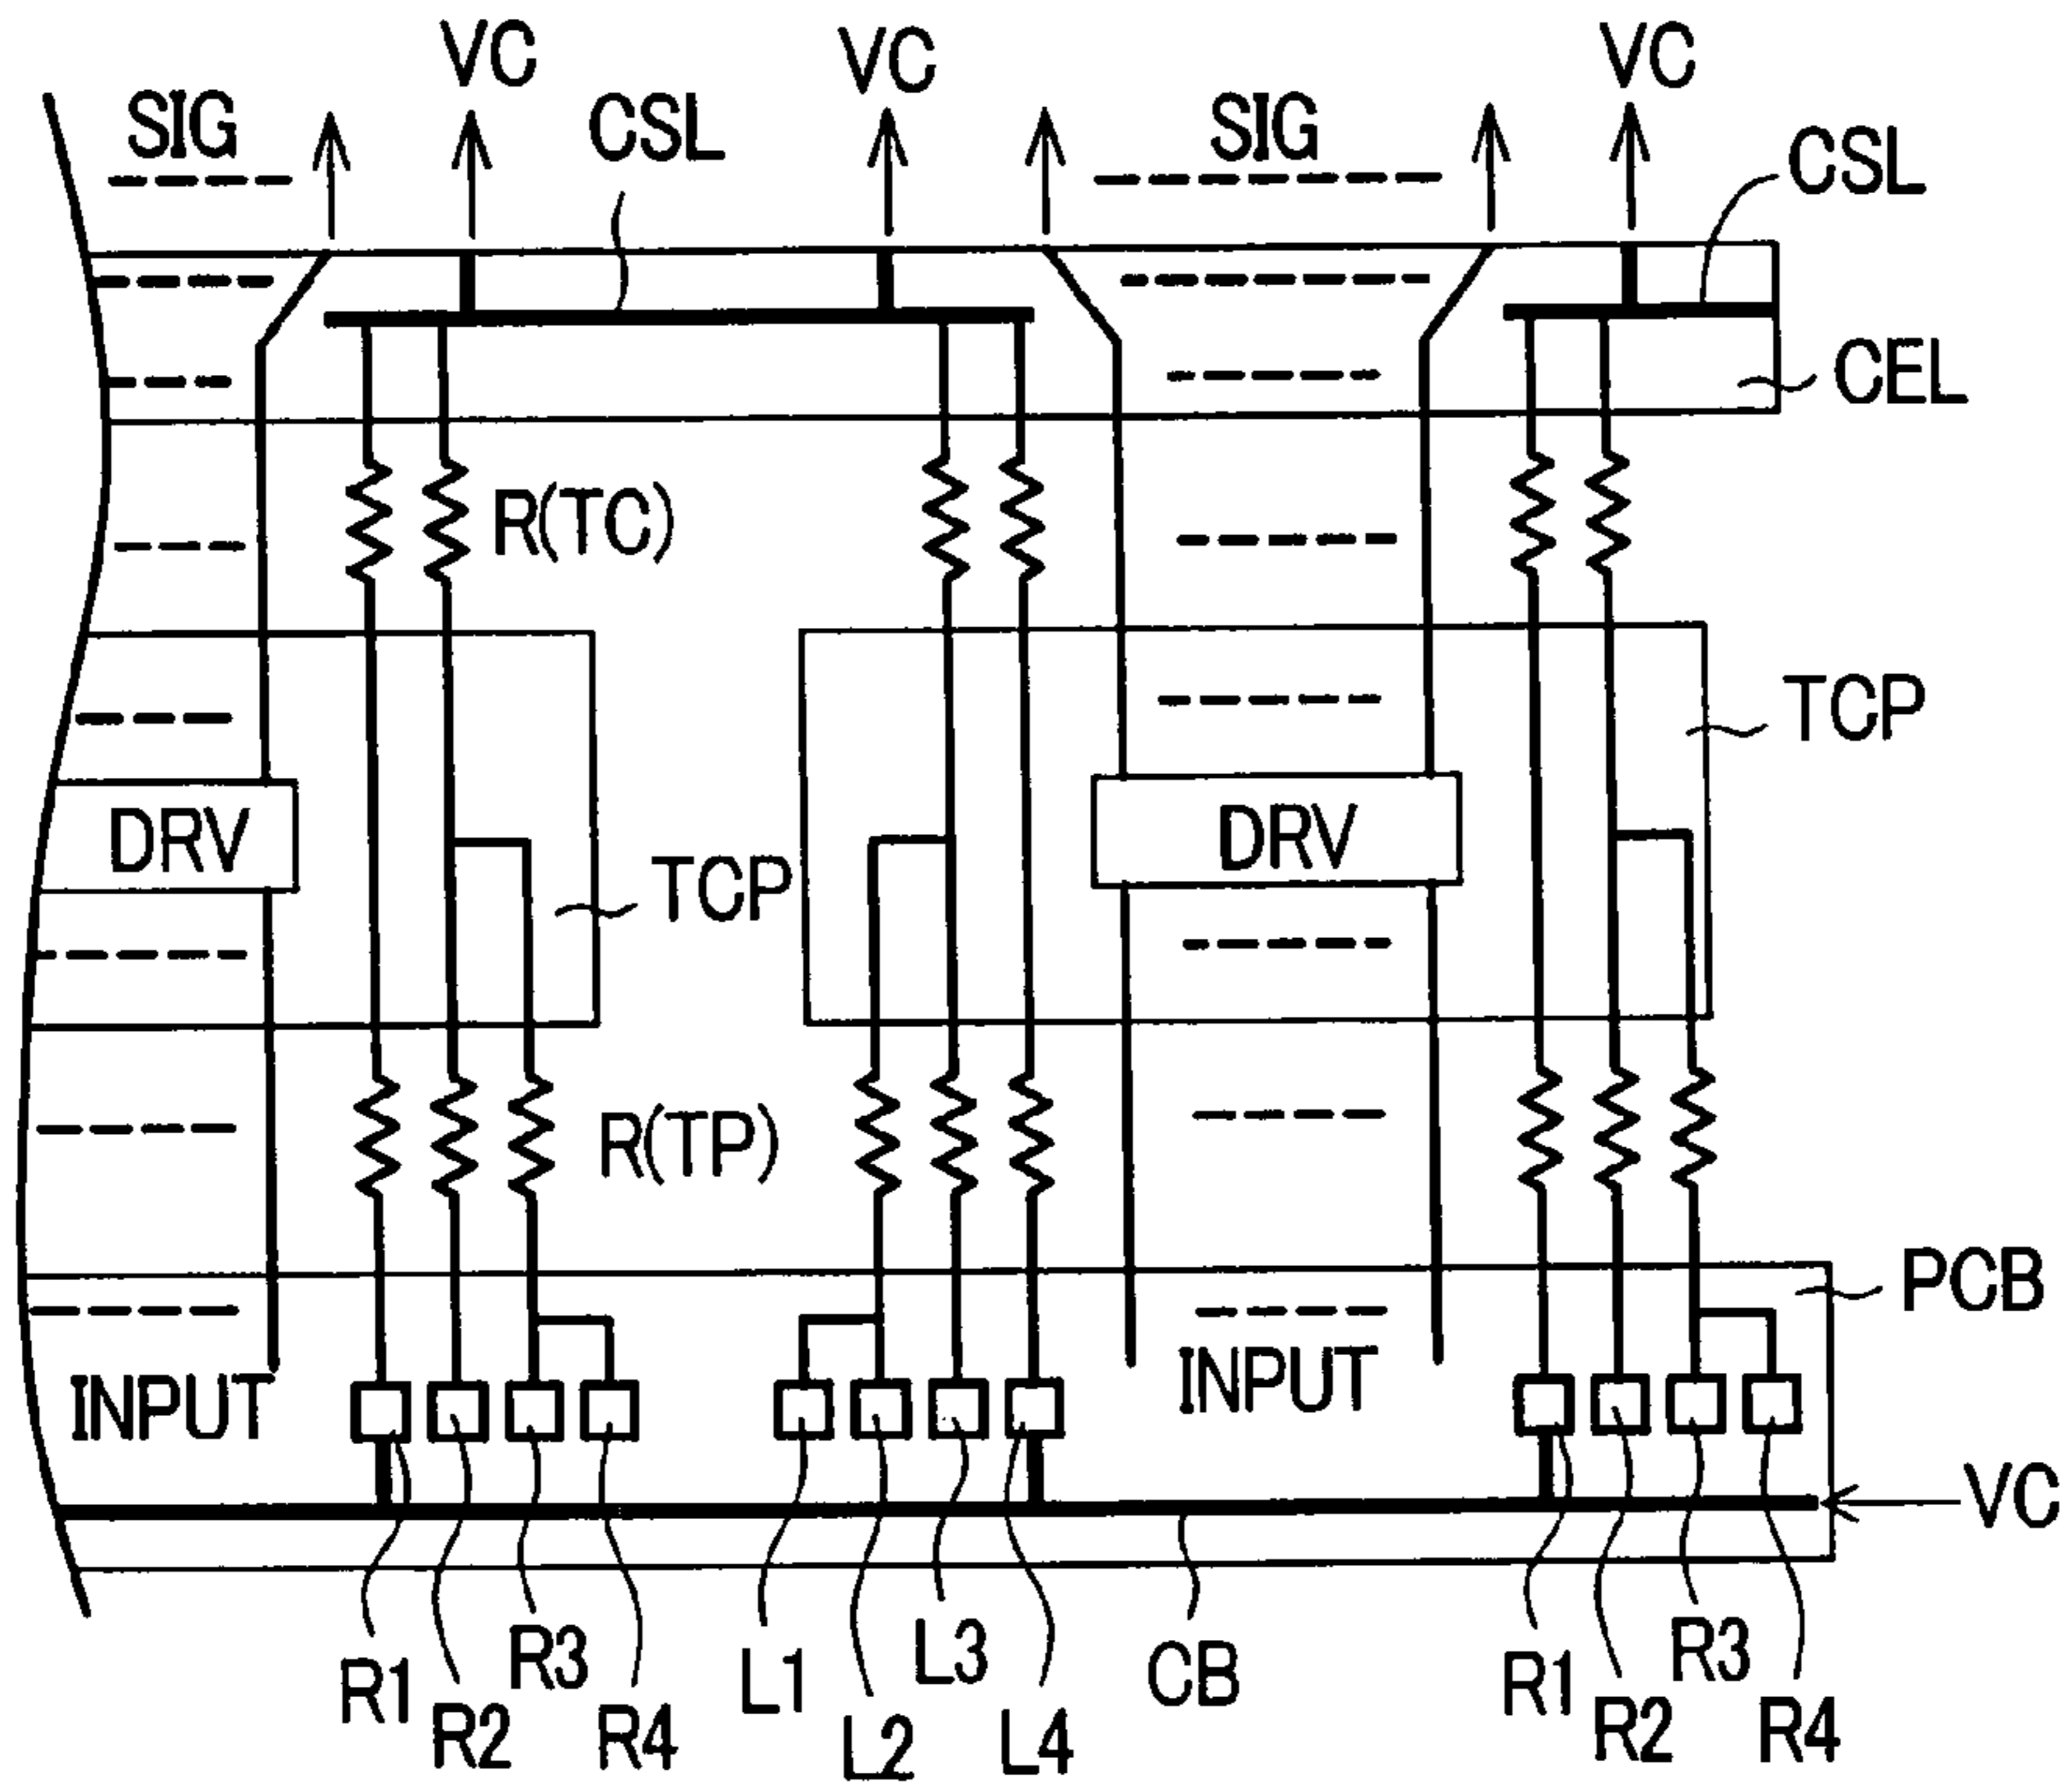 VC VC VC
SIG CSL SIG CSL
CEL
R(TC)
TCP
DRV DRV
TCP
R(TP)
PCB
INPUT INPUT
VC
R1 R2 R3 R4 L1 L2 L3 L4 CB R1 R2 R3 R4